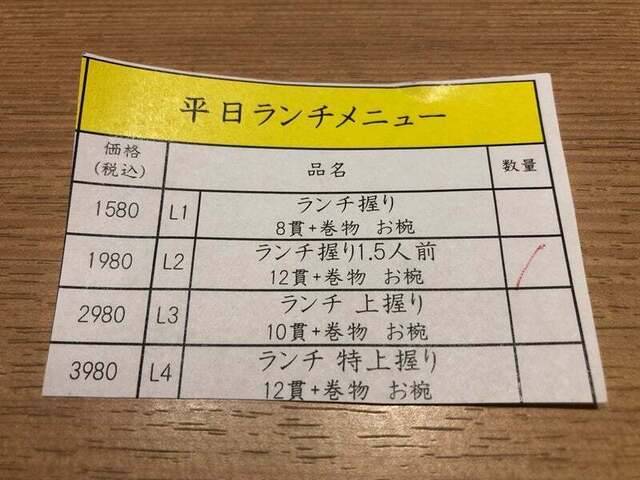 平日ランチメニュー
価格
(税込) 品名 数量
1580 L1 ランチ握り
8貫+巻物 お椀
1980 L2 ランチ握り1.5人前
12貫+巻物 お椀
2980 L3 ランチ 上握り
10貫+巻物 お椀
3980 L4 ランチ 特上握り
12貫+巻物 お椀